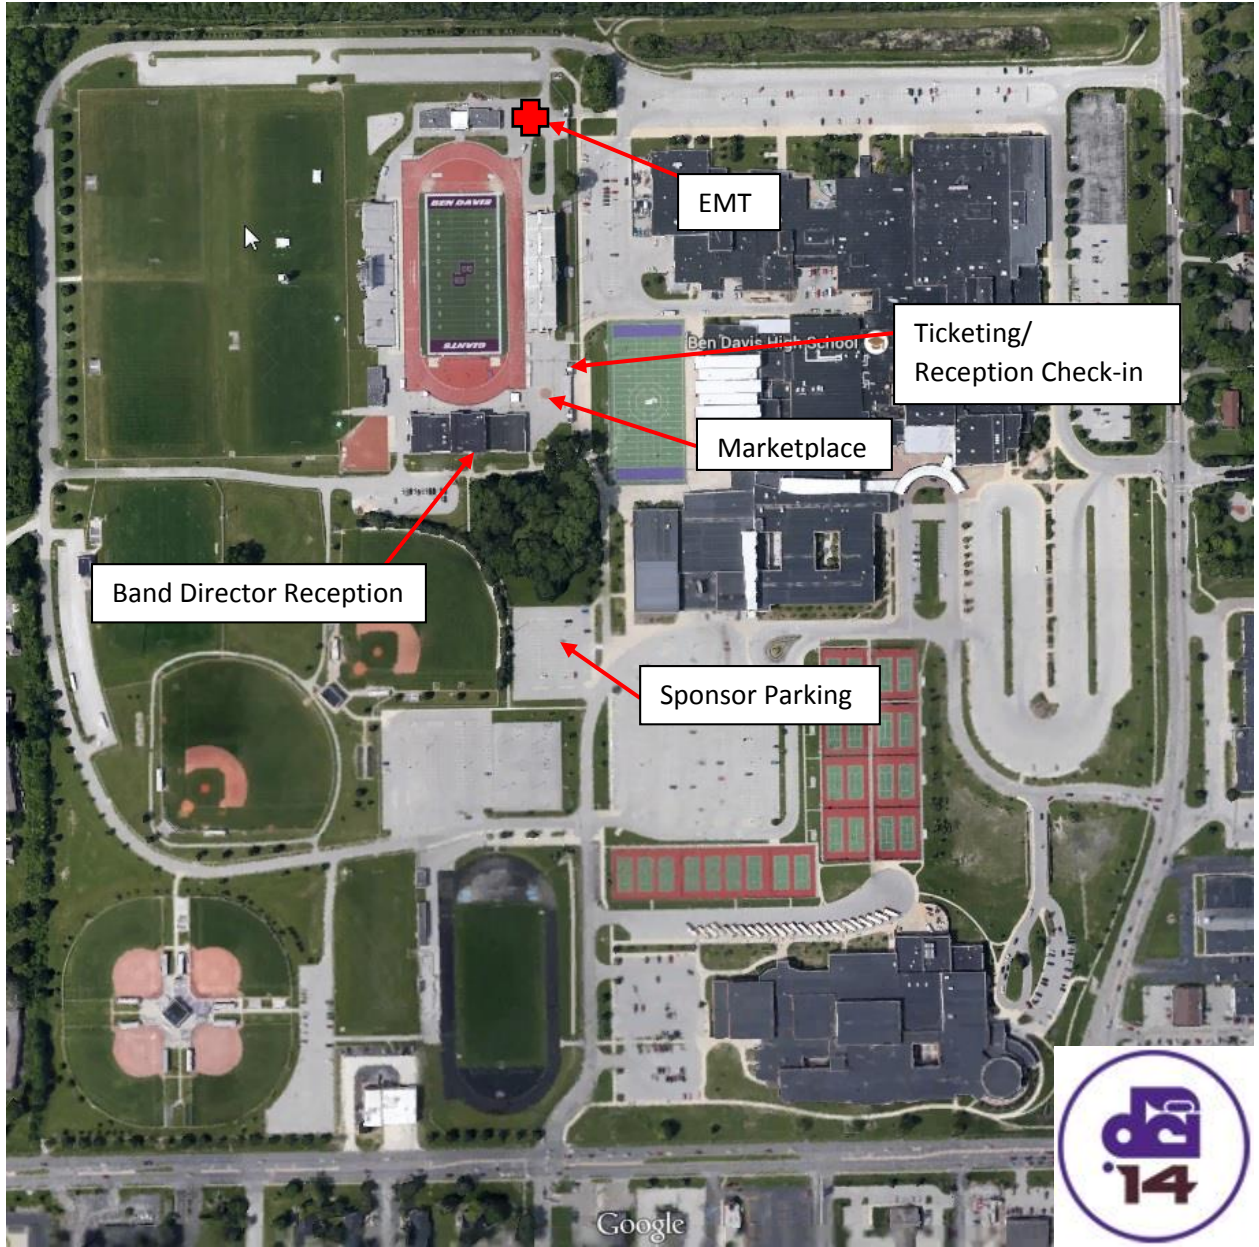 BEN DAVIS
EMT
Ben Davis High School
Ticketing/
Reception Check-in
GIANTS
Marketplace
Band Director Reception
Sponsor Parking
dci
'14
Google